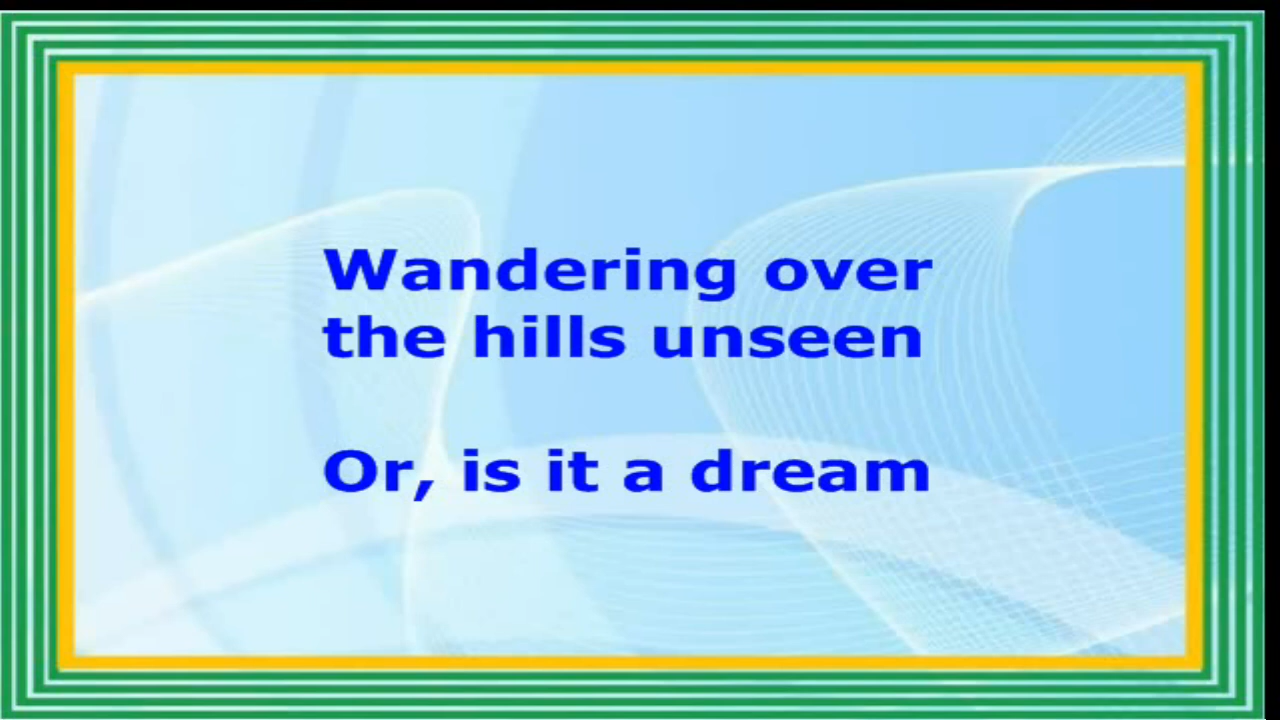 Wandering over
the hills unseen
Or, is it a dream